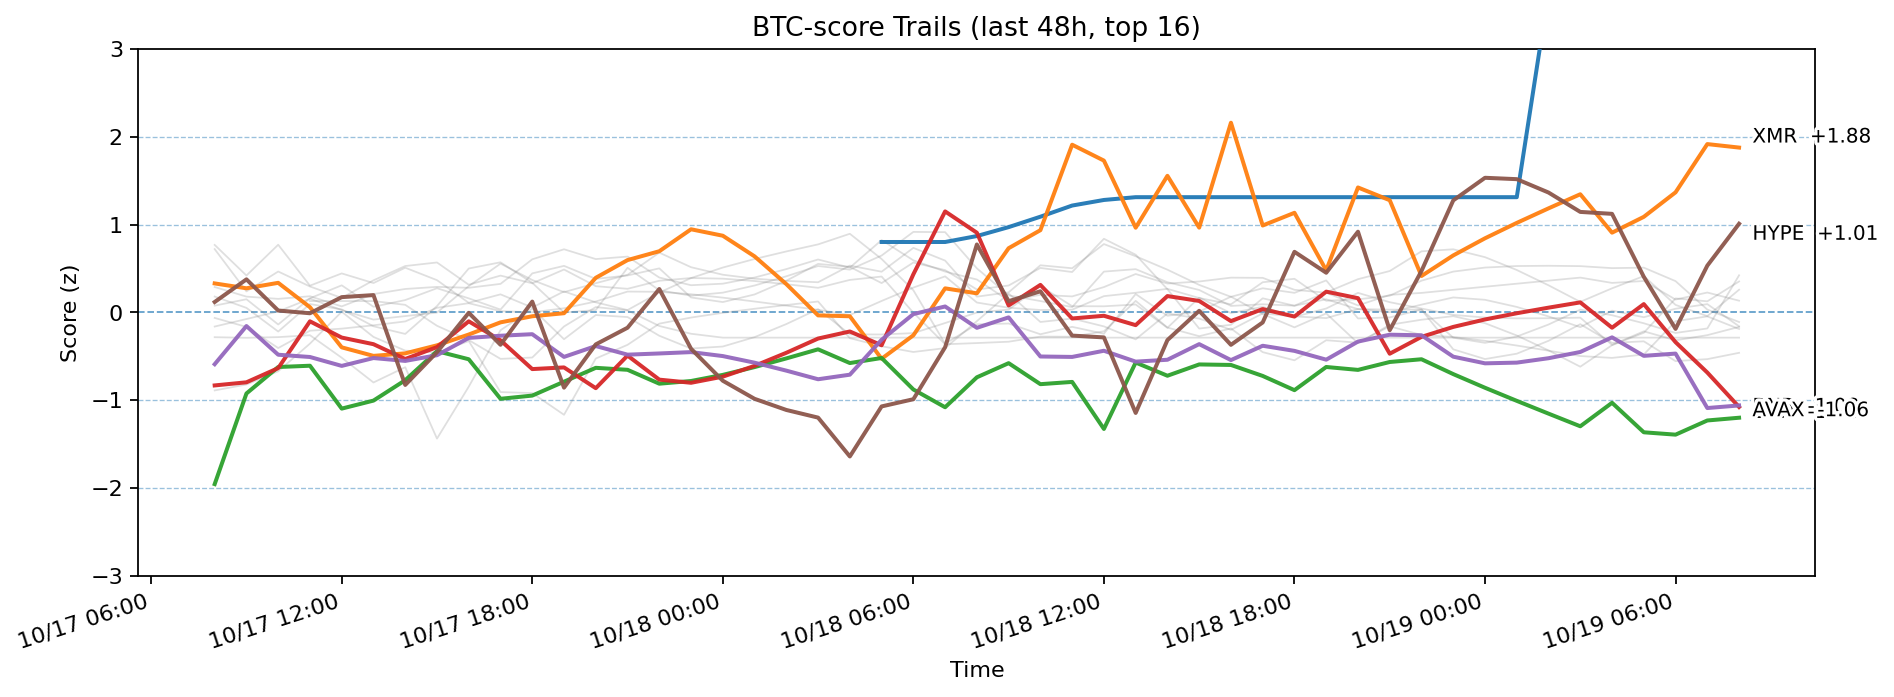 BTC-score Trails (last 48h, top 16)
Score (z)
3
2
1
0
−1
−2
−3
XMR +1.88
HYPE +1.01
AVAX -1.06
10/17 06:00
10/17 12:00
10/17 18:00
10/18 00:00
10/18 06:00
10/18 12:00
10/18 18:00
10/19 00:00
10/19 06:00
Time